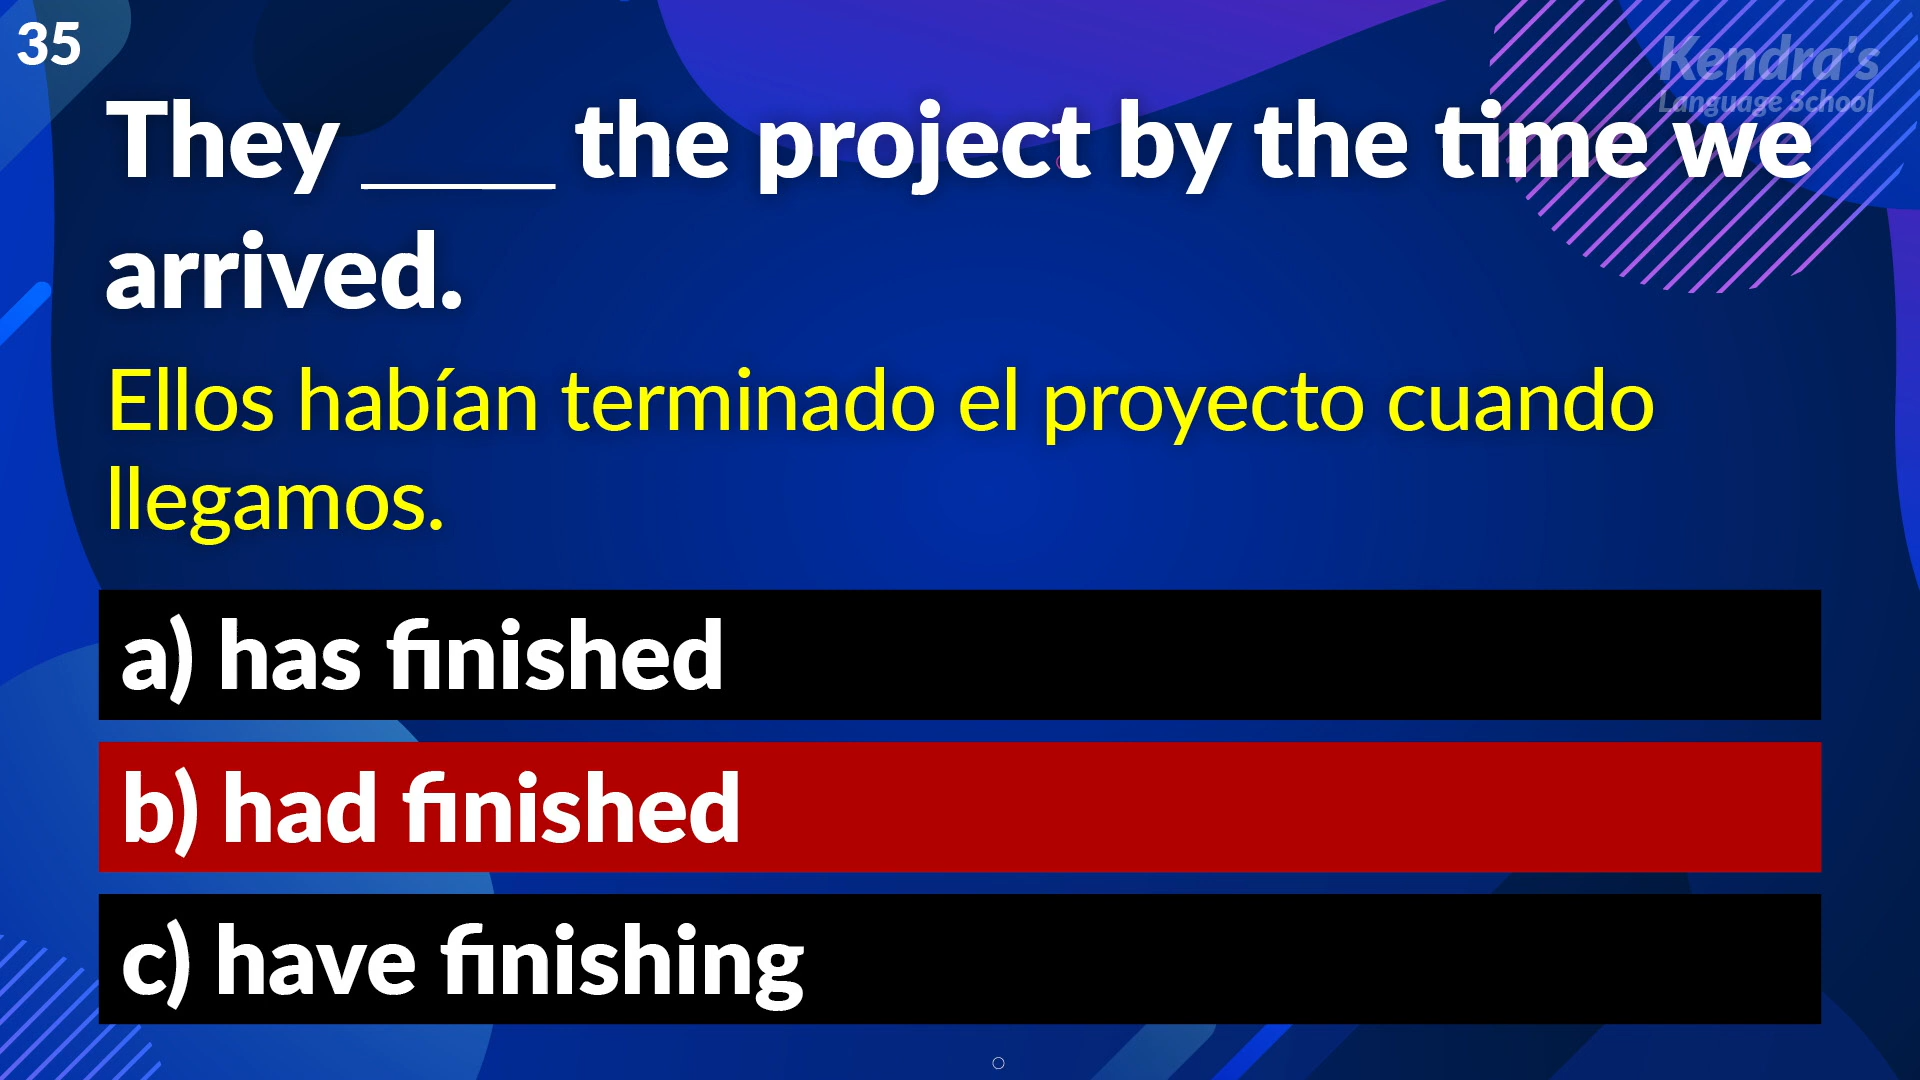 35
Kendra's
Language School
They _____ the project by the time we
arrived.
Ellos habían terminado el proyecto cuando
llegamos.
a) has finished
b) had finished
c) have finishing